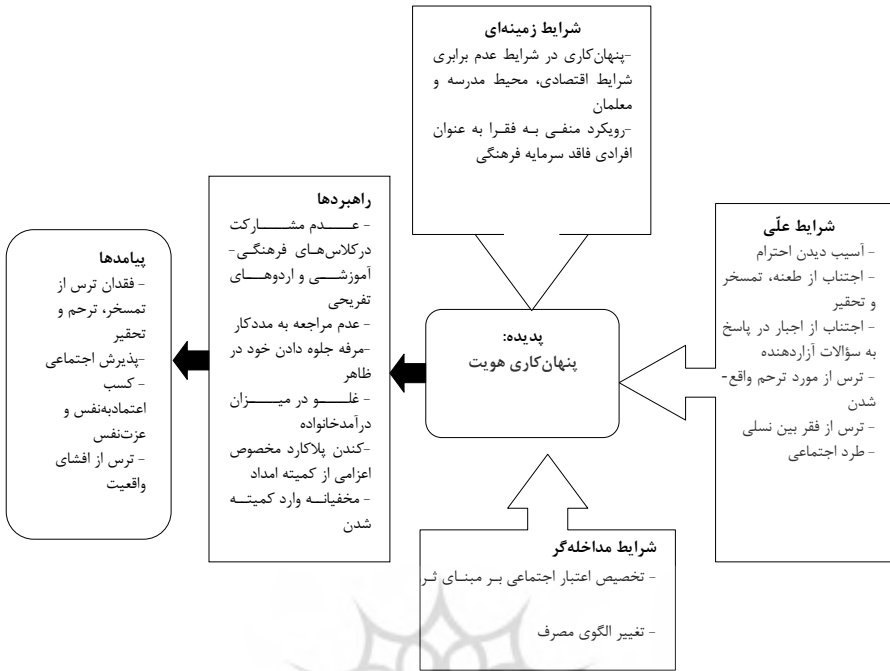 شرایط زمینه‌ای
-پنهان‌کاری در شرایط عدم برابری
شرایط اقتصادی، محیط مدرسه و
معلمان
-رویکرد منفی به فقرا به عنوان
افرادی فاقد سرمایه فرهنگی
شرایط علّی
- آسیب دیدن احترام
- اجتناب از طعنه، تمسخر
و تحقیر
- اجتناب از اجبار در پاسخ
به سؤالات آزاردهنده
- ترس از مورد ترحم واقع-
شدن
- ترس از فقر بین نسلی
- طرد اجتماعی
پدیده:
پنهان‌کاری هویت
راهبردها
- عدم مشارکت
درکلاس‌های فرهنگی-
آموزشی و اردوهای
تفریحی
- عدم مراجعه به مددکار
-مرفه جلوه دادن خود در
ظاهر
- غلو در میزان
درآمدخانواده
-کندن پلاکارد مخصوص
اعزامی از کمیته امداد
- مخفیانه وارد کمیته
شدن
پیامدها
- فقدان ترس از
تمسخر، ترحم و
تحقیر
-پذیرش اجتماعی
- کسب
اعتمادبه‌نفس و
عزت‌نفس
- ترس از افشای
واقعیت
شرایط مداخله‌گر
- تخصیص اعتبار اجتماعی بر مبنای ثر
- تغییر الگوی مصرف